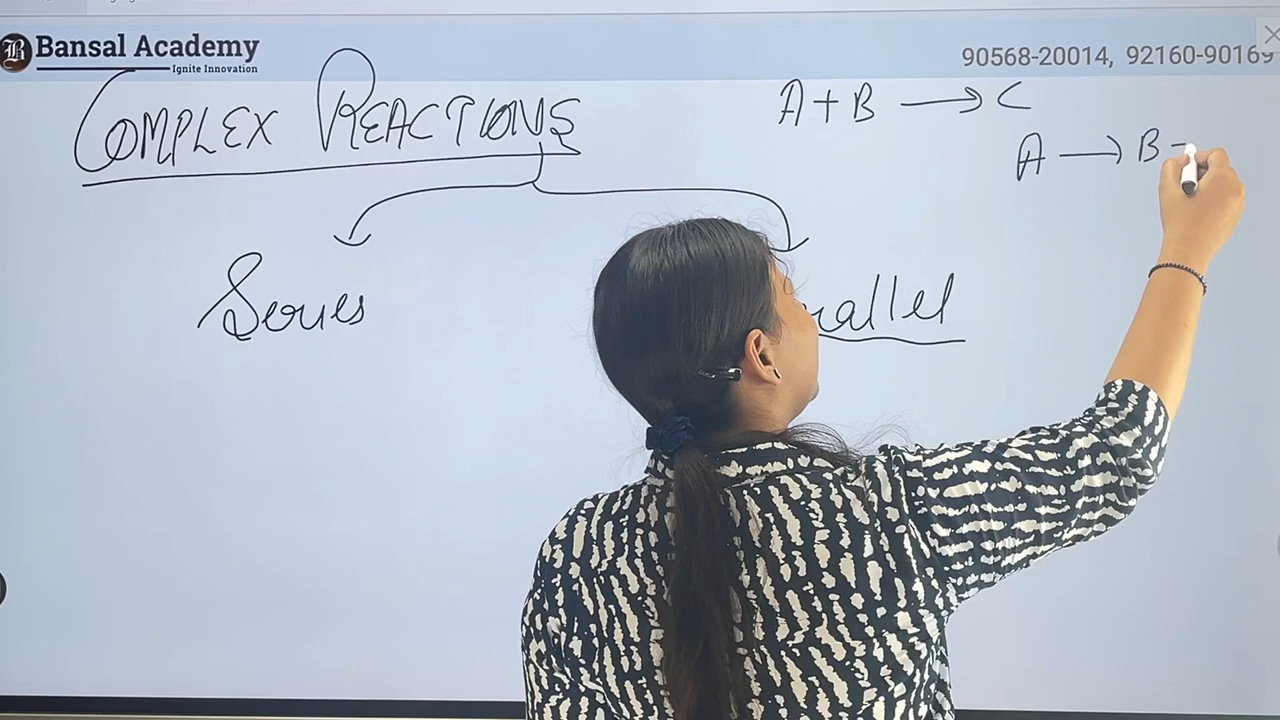 Bansal Academy
Ignite Innovation
90568-20014, 92160-90169
COMPLEX REACTIONS
A + B → C
A → B
Series
rallel